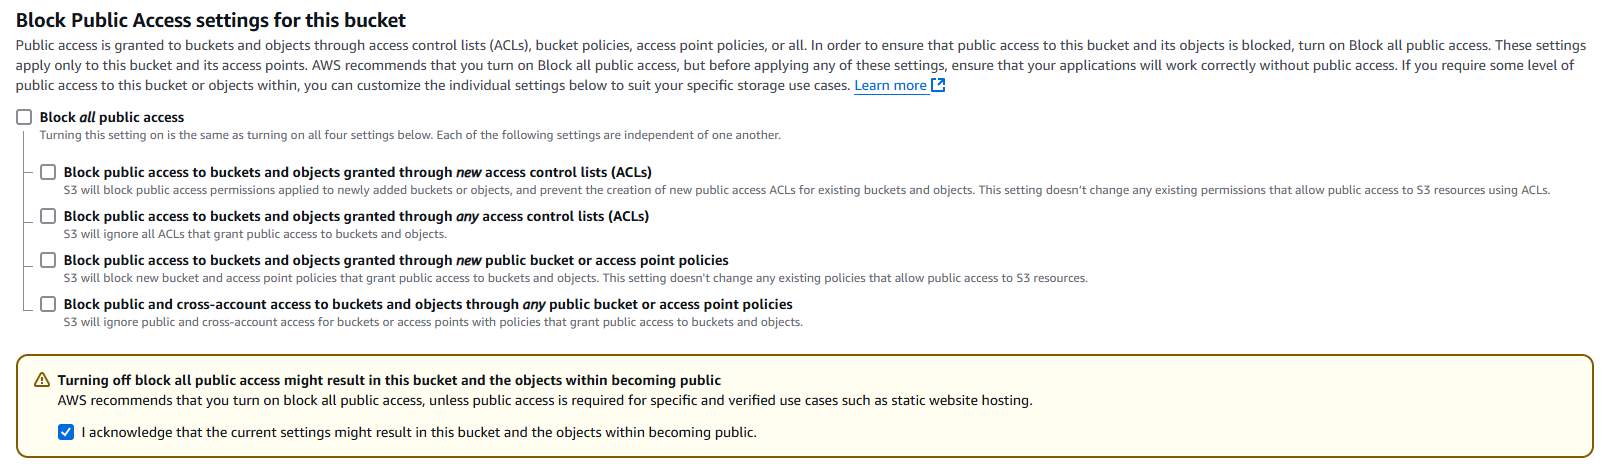 Block Public Access settings for this bucket
Public access is granted to buckets and objects through access control lists (ACLs), bucket policies, access point policies, or all. In order to ensure that public access to this bucket and its objects is blocked, turn on Block all public access. These settings
apply only to this bucket and its access points. AWS recommends that you turn on Block all public access, but before applying any of these settings, ensure that your applications will work correctly without public access. If you require some level of
public access to this bucket or objects within, you can customize the individual settings below to suit your specific storage use cases. Learn more
Block all public access
Turning this setting on is the same as turning on all four settings below. Each of the following settings are independent of one another.
Block public access to buckets and objects granted through new access control lists (ACLs)
S3 will block public access permissions applied to newly added buckets or objects, and prevent the creation of new public access ACLs for existing buckets and objects. This setting doesn't change any existing permissions that allow public access to S3 resources using ACLs.
Block public access to buckets and objects granted through any access control lists (ACLs)
S3 will ignore all ACLs that grant public access to buckets and objects.
Block public access to buckets and objects granted through new public bucket or access point policies
S3 will block new bucket and access point policies that grant public access to buckets and objects. This setting doesn't change any existing policies that allow public access to S3 resources.
Block public and cross-account access to buckets and objects through any public bucket or access point policies
S3 will ignore public and cross-account access for buckets or access points with policies that grant public access to buckets and objects.
Turning off block all public access might result in this bucket and the objects within becoming public
AWS recommends that you turn on block all public access, unless public access is required for specific and verified use cases such as static website hosting.
I acknowledge that the current settings might result in this bucket and the objects within becoming public.